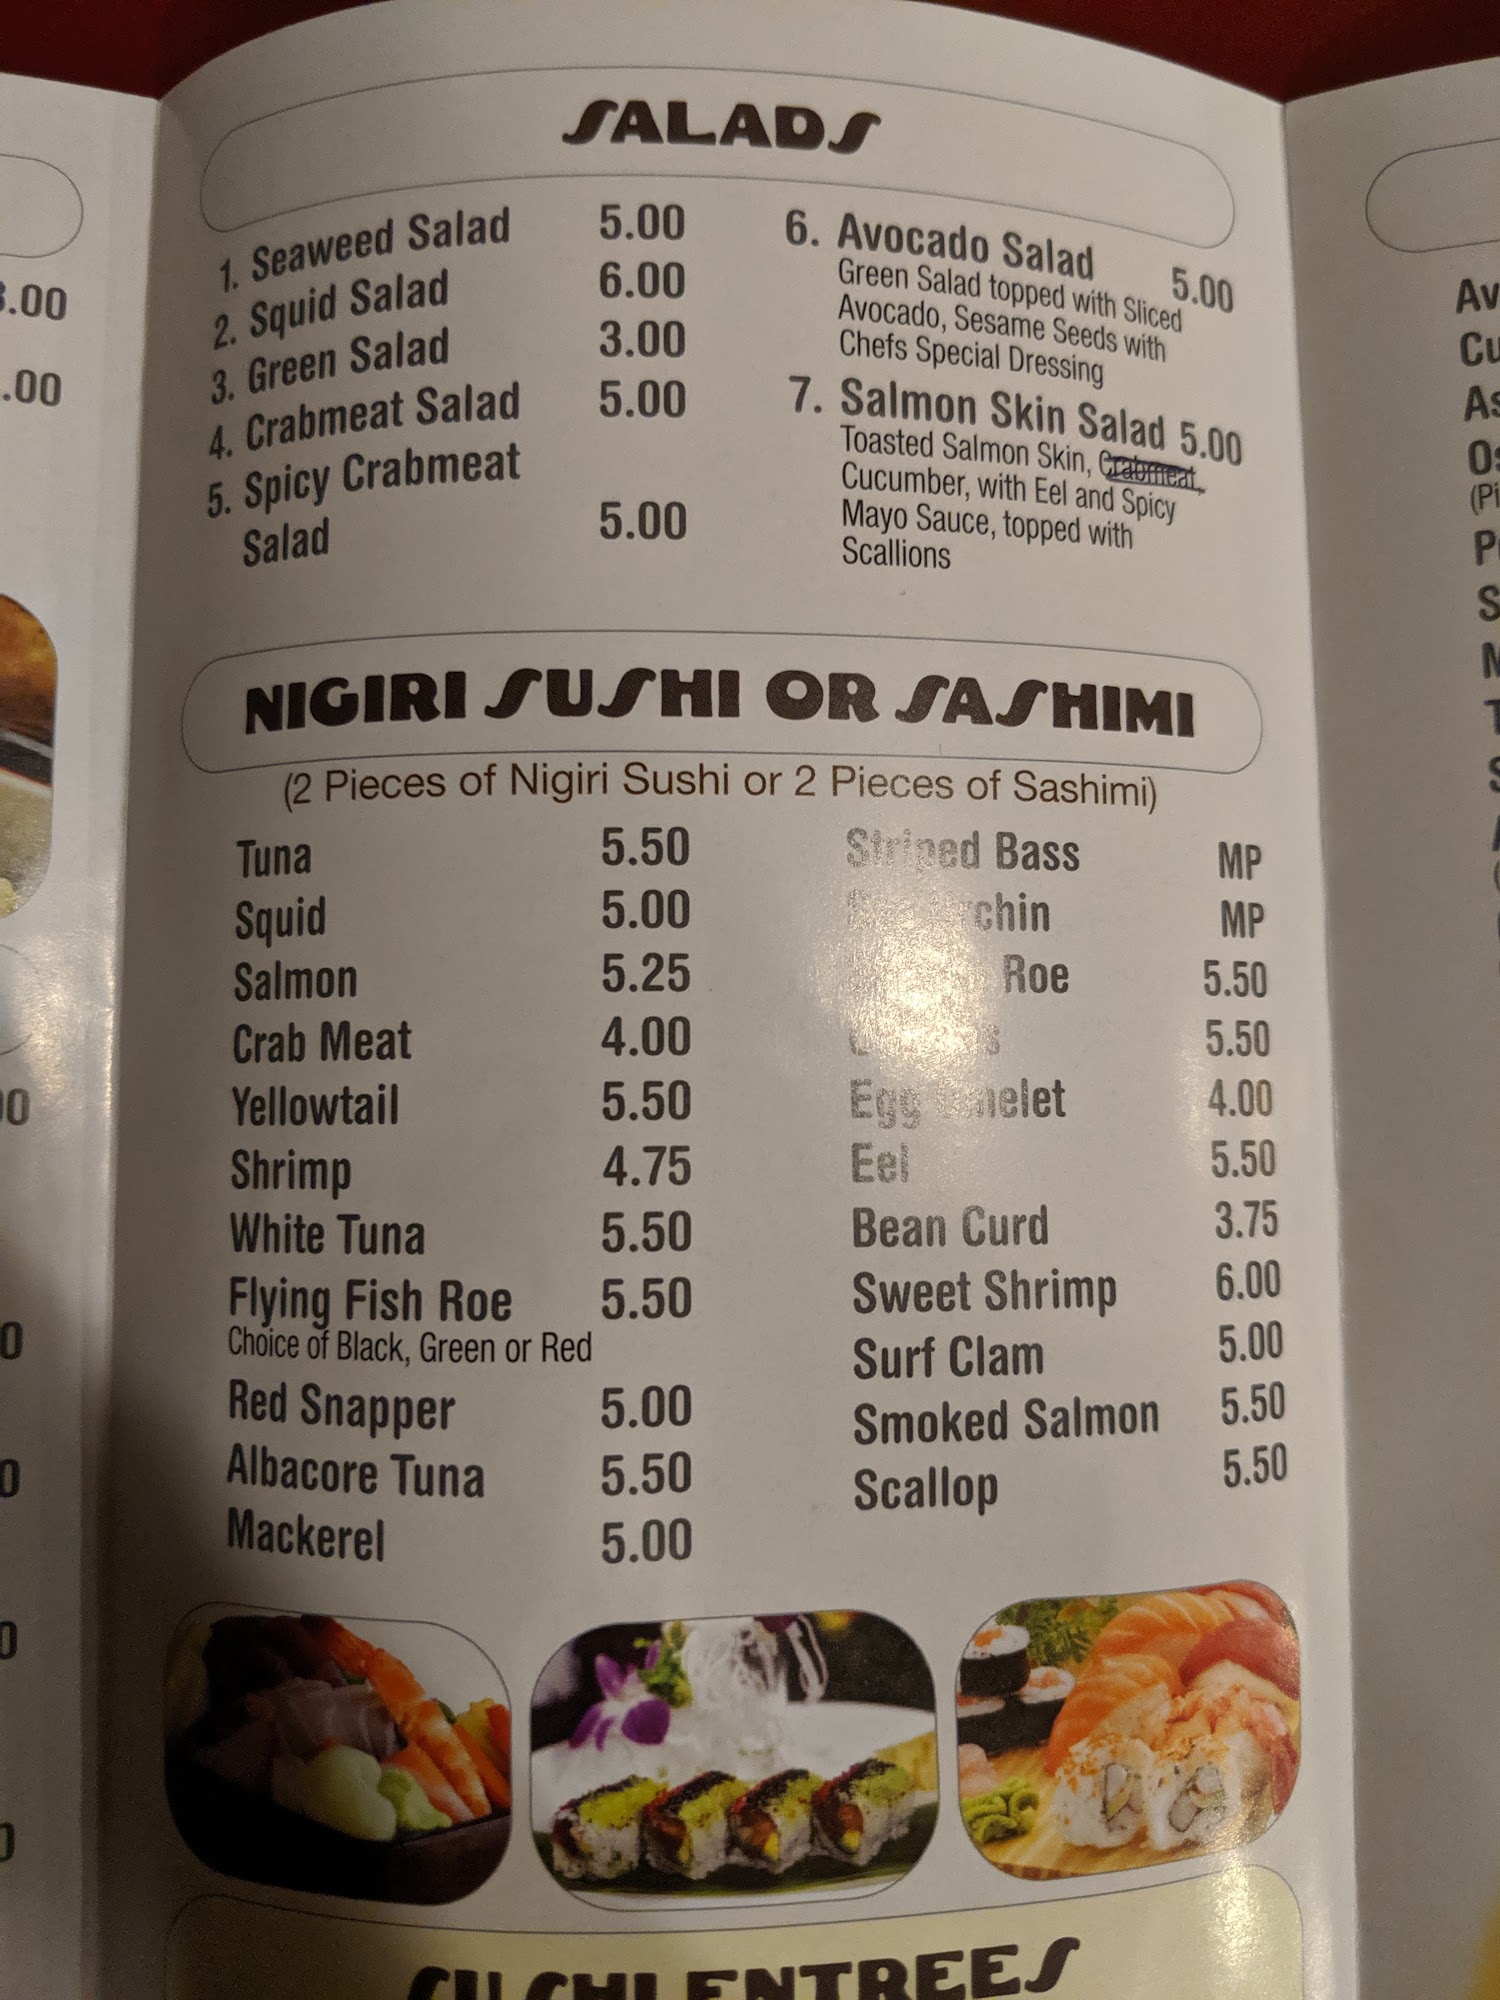 SALADS
1. Seaweed Salad 5.00
2. Squid Salad 6.00
3. Green Salad 3.00
4. Crabmeat Salad 5.00
5. Spicy Crabmeat
Salad 5.00
6. Avocado Salad 5.00
Green Salad topped with Sliced
Avocado, Sesame Seeds with
Chefs Special Dressing
7. Salmon Skin Salad 5.00
Toasted Salmon Skin, Crabmeat,
Cucumber, with Eel and Spicy
Mayo Sauce, topped with
Scallions
NIGIRI SUSHI OR SASHIMI
(2 Pieces of Nigiri Sushi or 2 Pieces of Sashimi)
Tuna 5.50
Squid 5.00
Salmon 5.25
Crab Meat 4.00
Yellowtail 5.50
Shrimp 4.75
White Tuna 5.50
Flying Fish Roe 5.50
Choice of Black, Green or Red
Red Snapper 5.00
Albacore Tuna 5.50
Mackerel 5.00
Striped Bass MP
MP
Roe 5.50
5.50
Egg Omelet 4.00
Eel 5.50
Bean Curd 3.75
Sweet Shrimp 6.00
Surf Clam 5.00
Smoked Salmon 5.50
Scallop 5.50
SUSHI ENTREES